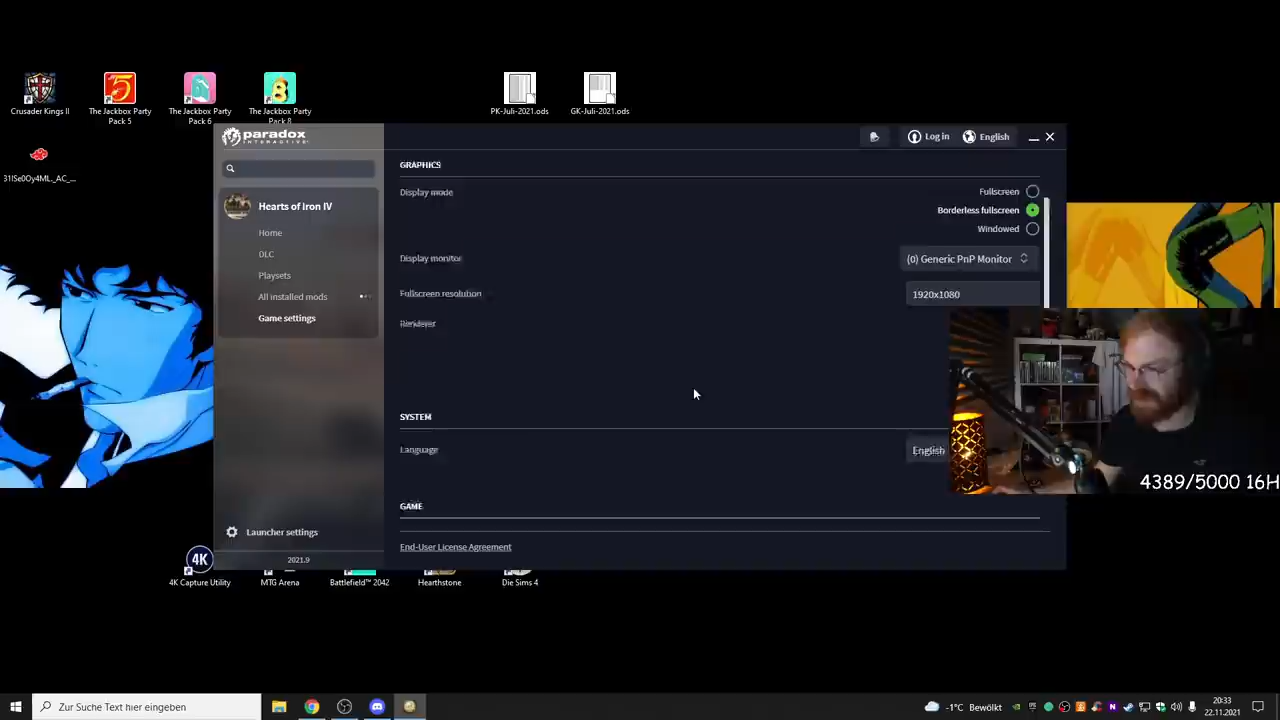 Crusader Kings II
The Jackbox Party
Pack 5
The Jackbox Party
Pack 6
The Jackbox Party
Pack 8
PK-Juli-2021.ods
GK-Juli-2021.ods
paradox
INTERACTIVE
Log in
English
31ISe0Oy4ML._AC_...
Hearts of Iron IV
Home
DLC
Playsets
All installed mods
Game settings
GRAPHICS
Display mode
Fullscreen
Borderless fullscreen
Windowed
Display monitor
(0) Generic PnP Monitor
Fullscreen resolution
1920x1080
Renderer
SYSTEM
Language
English
4389/5000 16H
GAME
Launcher settings
End-User License Agreement
2021.9
4K
4K Capture Utility
MTG Arena
Battlefield™ 2042
Hearthstone
Die Sims 4
Zur Suche Text hier eingeben
-1°C Bewölkt
20:33
22.11.2021